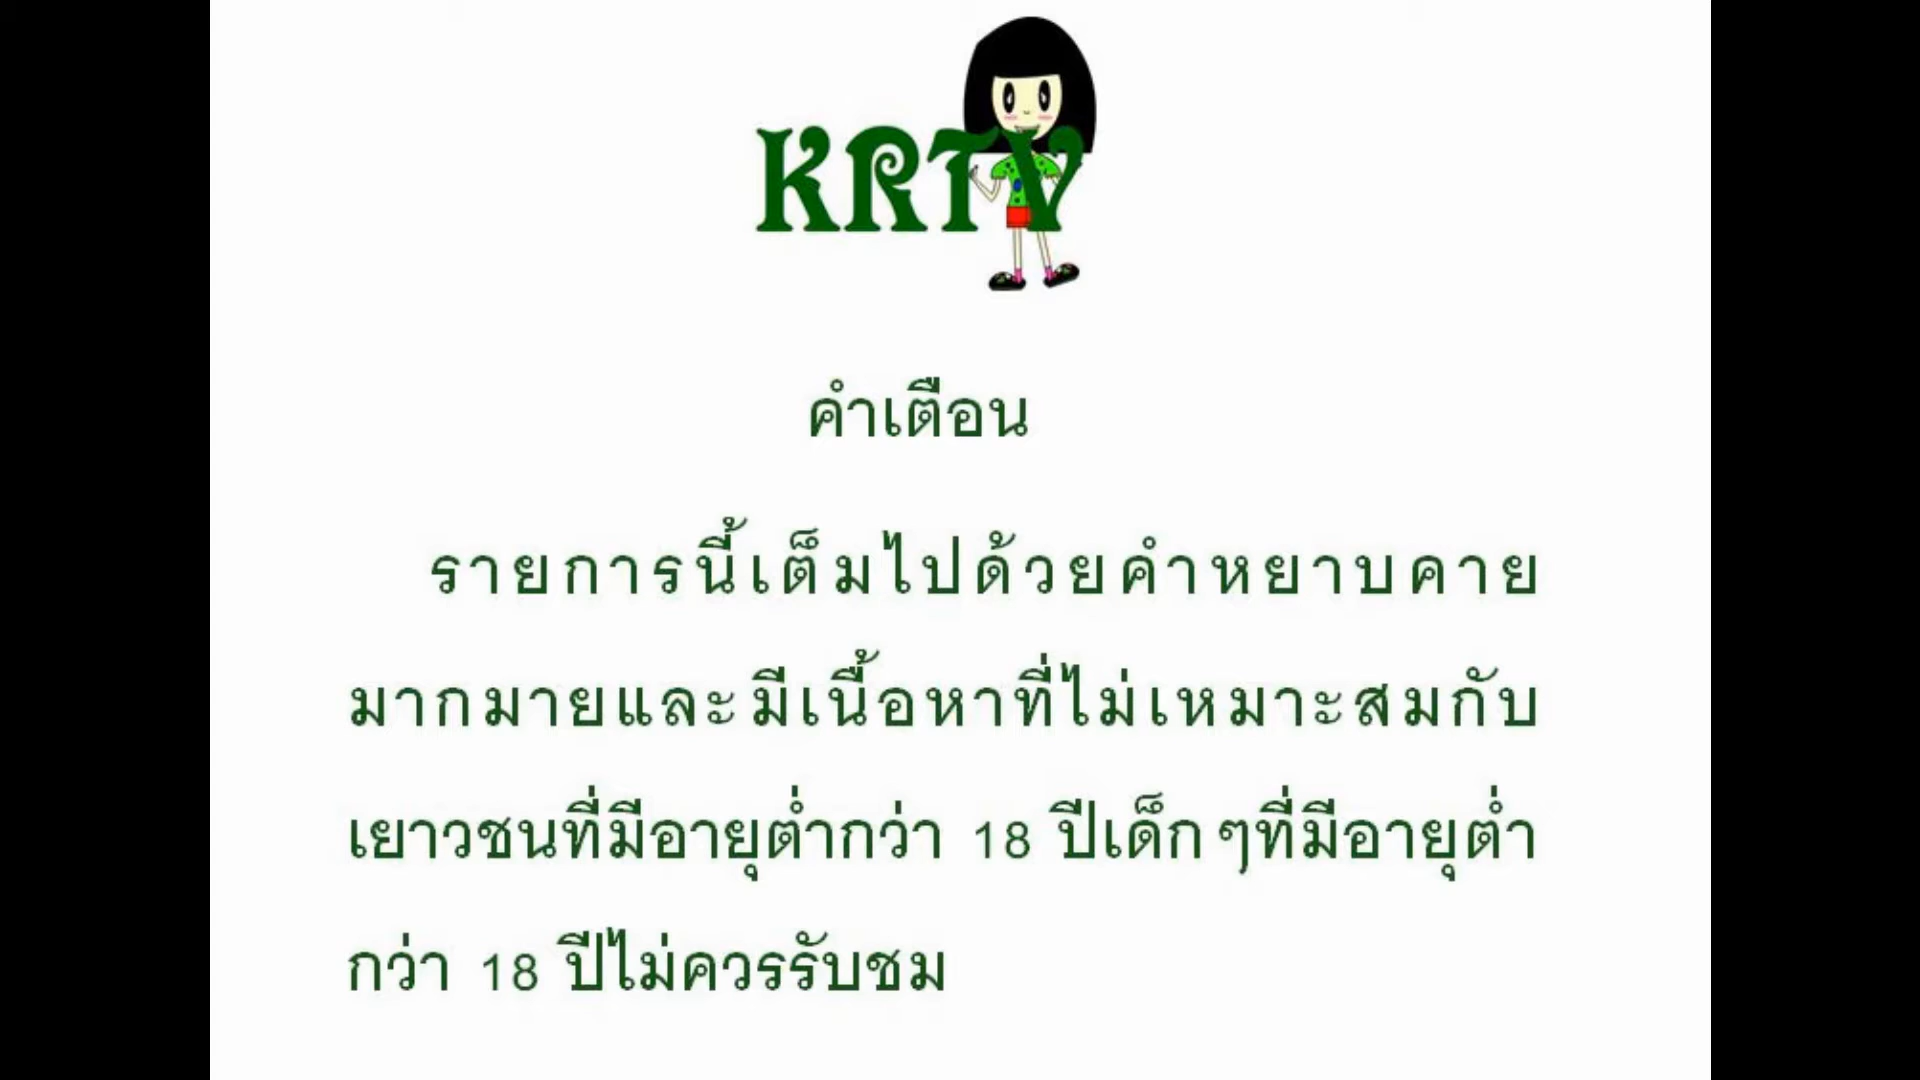 KRTV
คำเตือน
รายการนี้เต็มไปด้วยคำหยาบคาย
มากมายและมีเนื้อหาที่ไม่เหมาะสมกับ
เยาวชนที่มีอายุต่ำกว่า 18 ปีเด็กๆที่มีอายุต่ำ
กว่า 18 ปีไม่ควรรับชม